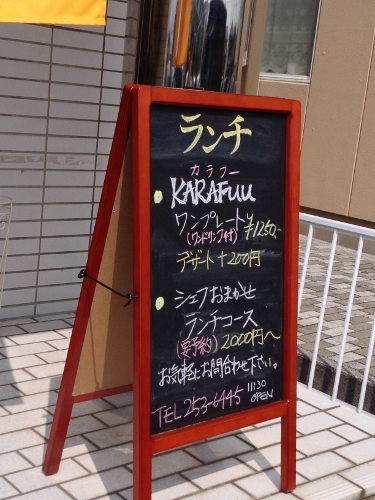 ランチ
カラフー
KARAFUU
ワンプレート ¥1250.-
(ワンドリンク付)
デザート +200円
シェフおまかせ
ランチコース
(要予約) 2000円〜
お気軽にお問合わせ下さい。
TEL 253-6445 11:30 OPEN